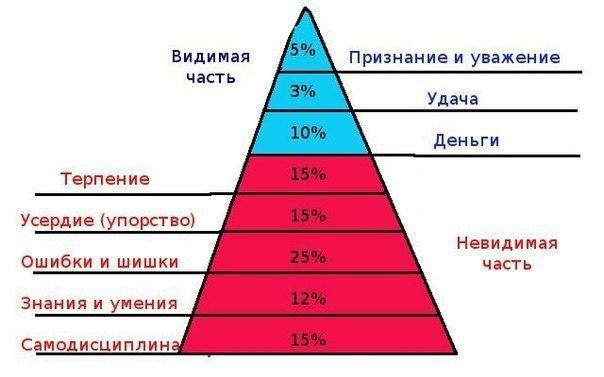 Видимая
часть
5%
Признание и уважение
3%
Удача
10%
Деньги
Терпение
15%
Усердие (упорство)
15%
Ошибки и шишки
25%
Невидимая
часть
Знания и умения
12%
Самодисциплина
15%